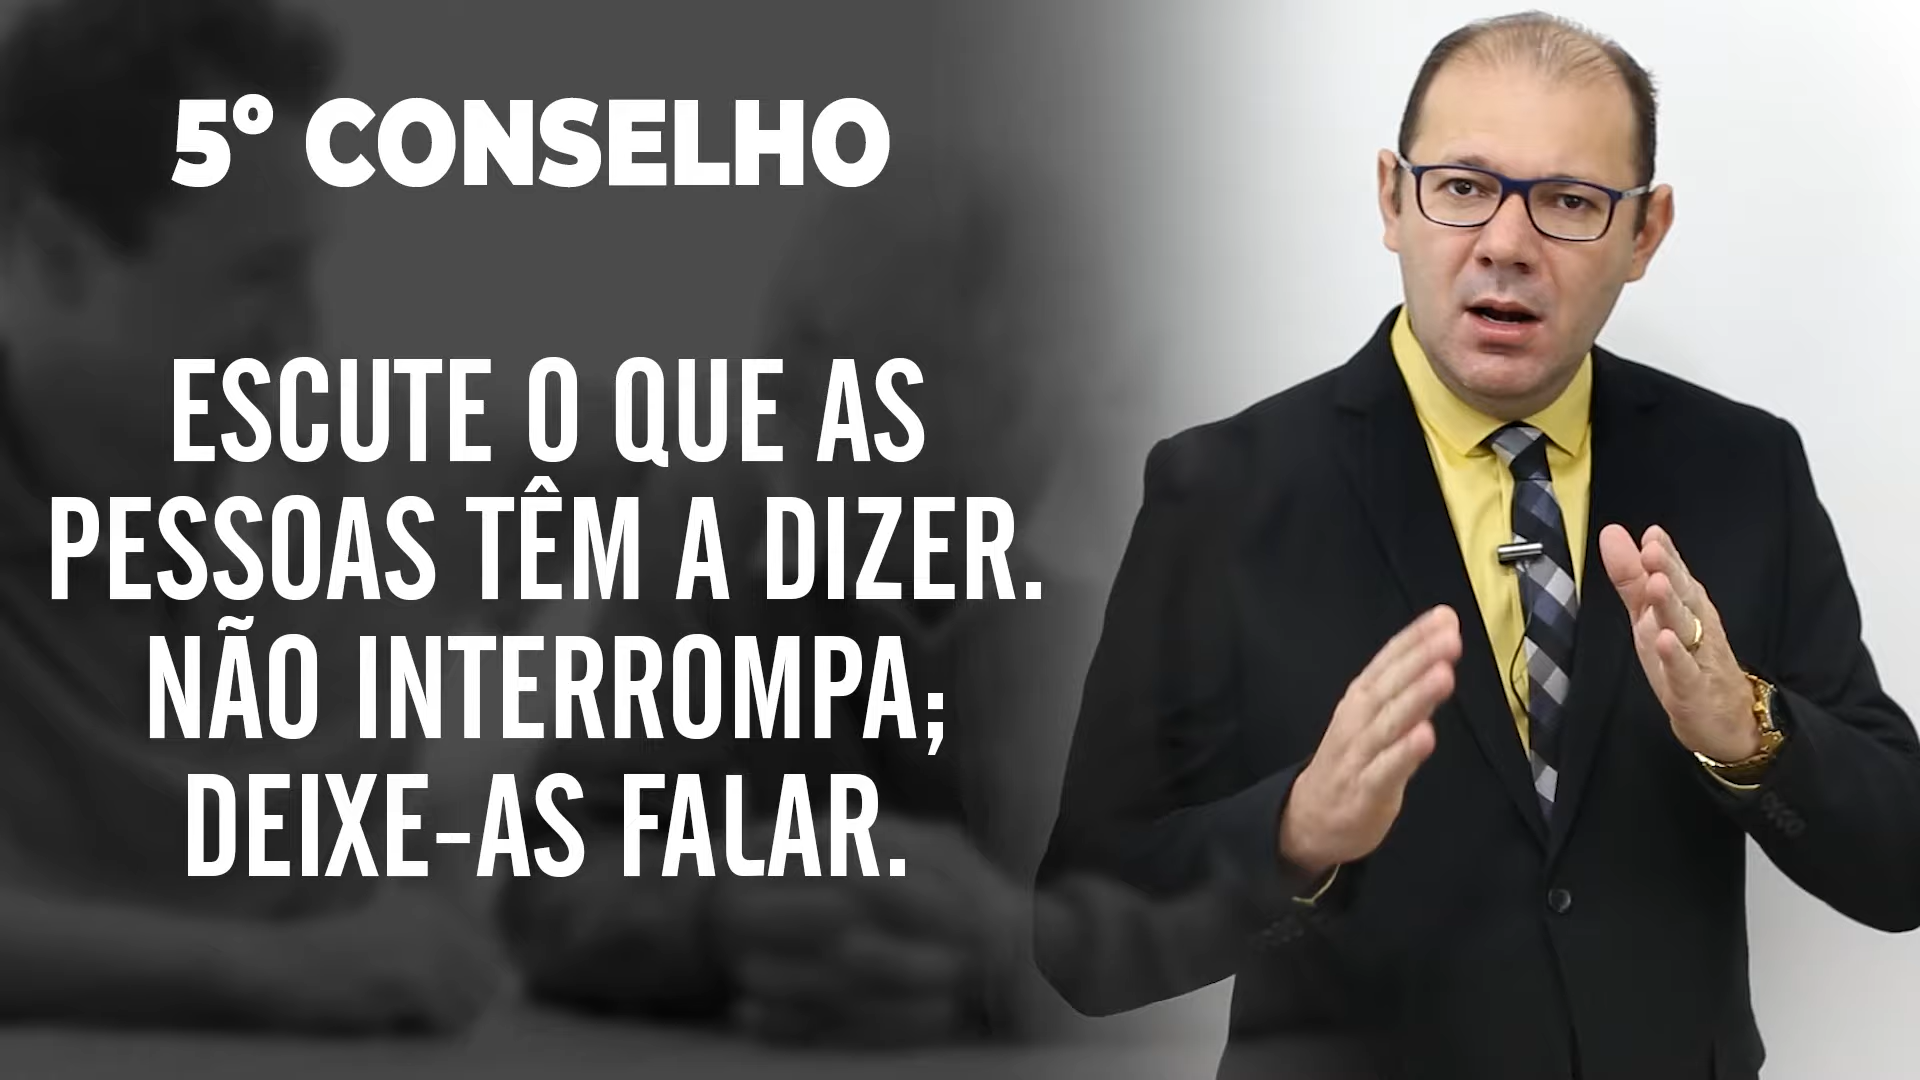 5º CONSELHO
ESCUTE O QUE AS
PESSOAS TÊM A DIZER.
NÃO INTERROMPA;
DEIXE-AS FALAR.